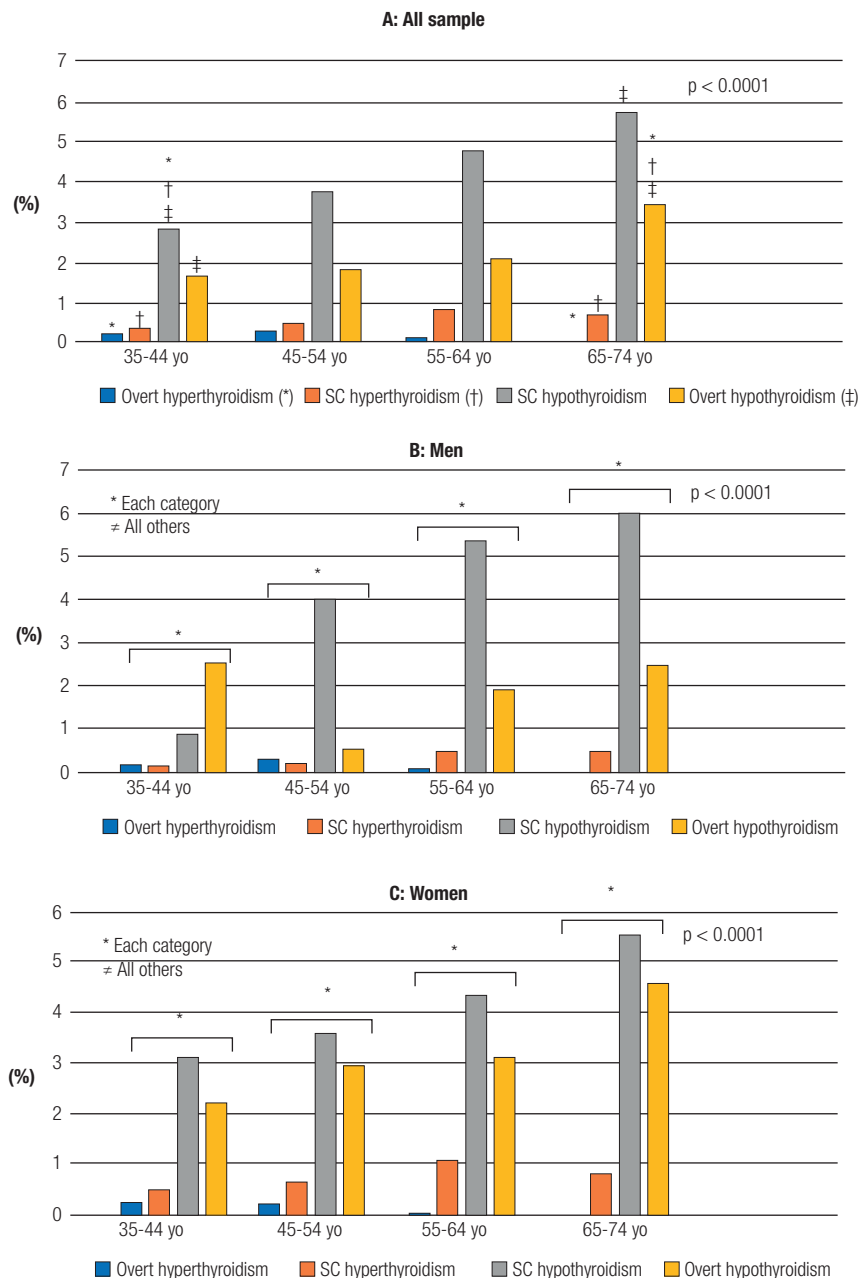 A: All sample
7
6
5
4
3
2
1
0
(%)
p < 0.0001
* † * † ‡ ‡
‡ * † ‡ * †
35-44 yo 45-54 yo 55-64 yo 65-74 yo
Overt hyperthyroidism (*) SC hyperthyroidism (†) SC hypothyroidism Overt hypothyroidism (‡)
B: Men
7
6
5
4
3
2
1
0
(%)
* Each category
≠ All others
* * * *
p < 0.0001
35-44 yo 45-54 yo 55-64 yo 65-74 yo
Overt hyperthyroidism SC hyperthyroidism SC hypothyroidism Overt hypothyroidism
C: Women
6
5
4
3
2
1
0
(%)
* Each category
≠ All others
* * * *
p < 0.0001
35-44 yo 45-54 yo 55-64 yo 65-74 yo
Overt hyperthyroidism SC hyperthyroidism SC hypothyroidism Overt hypothyroidism